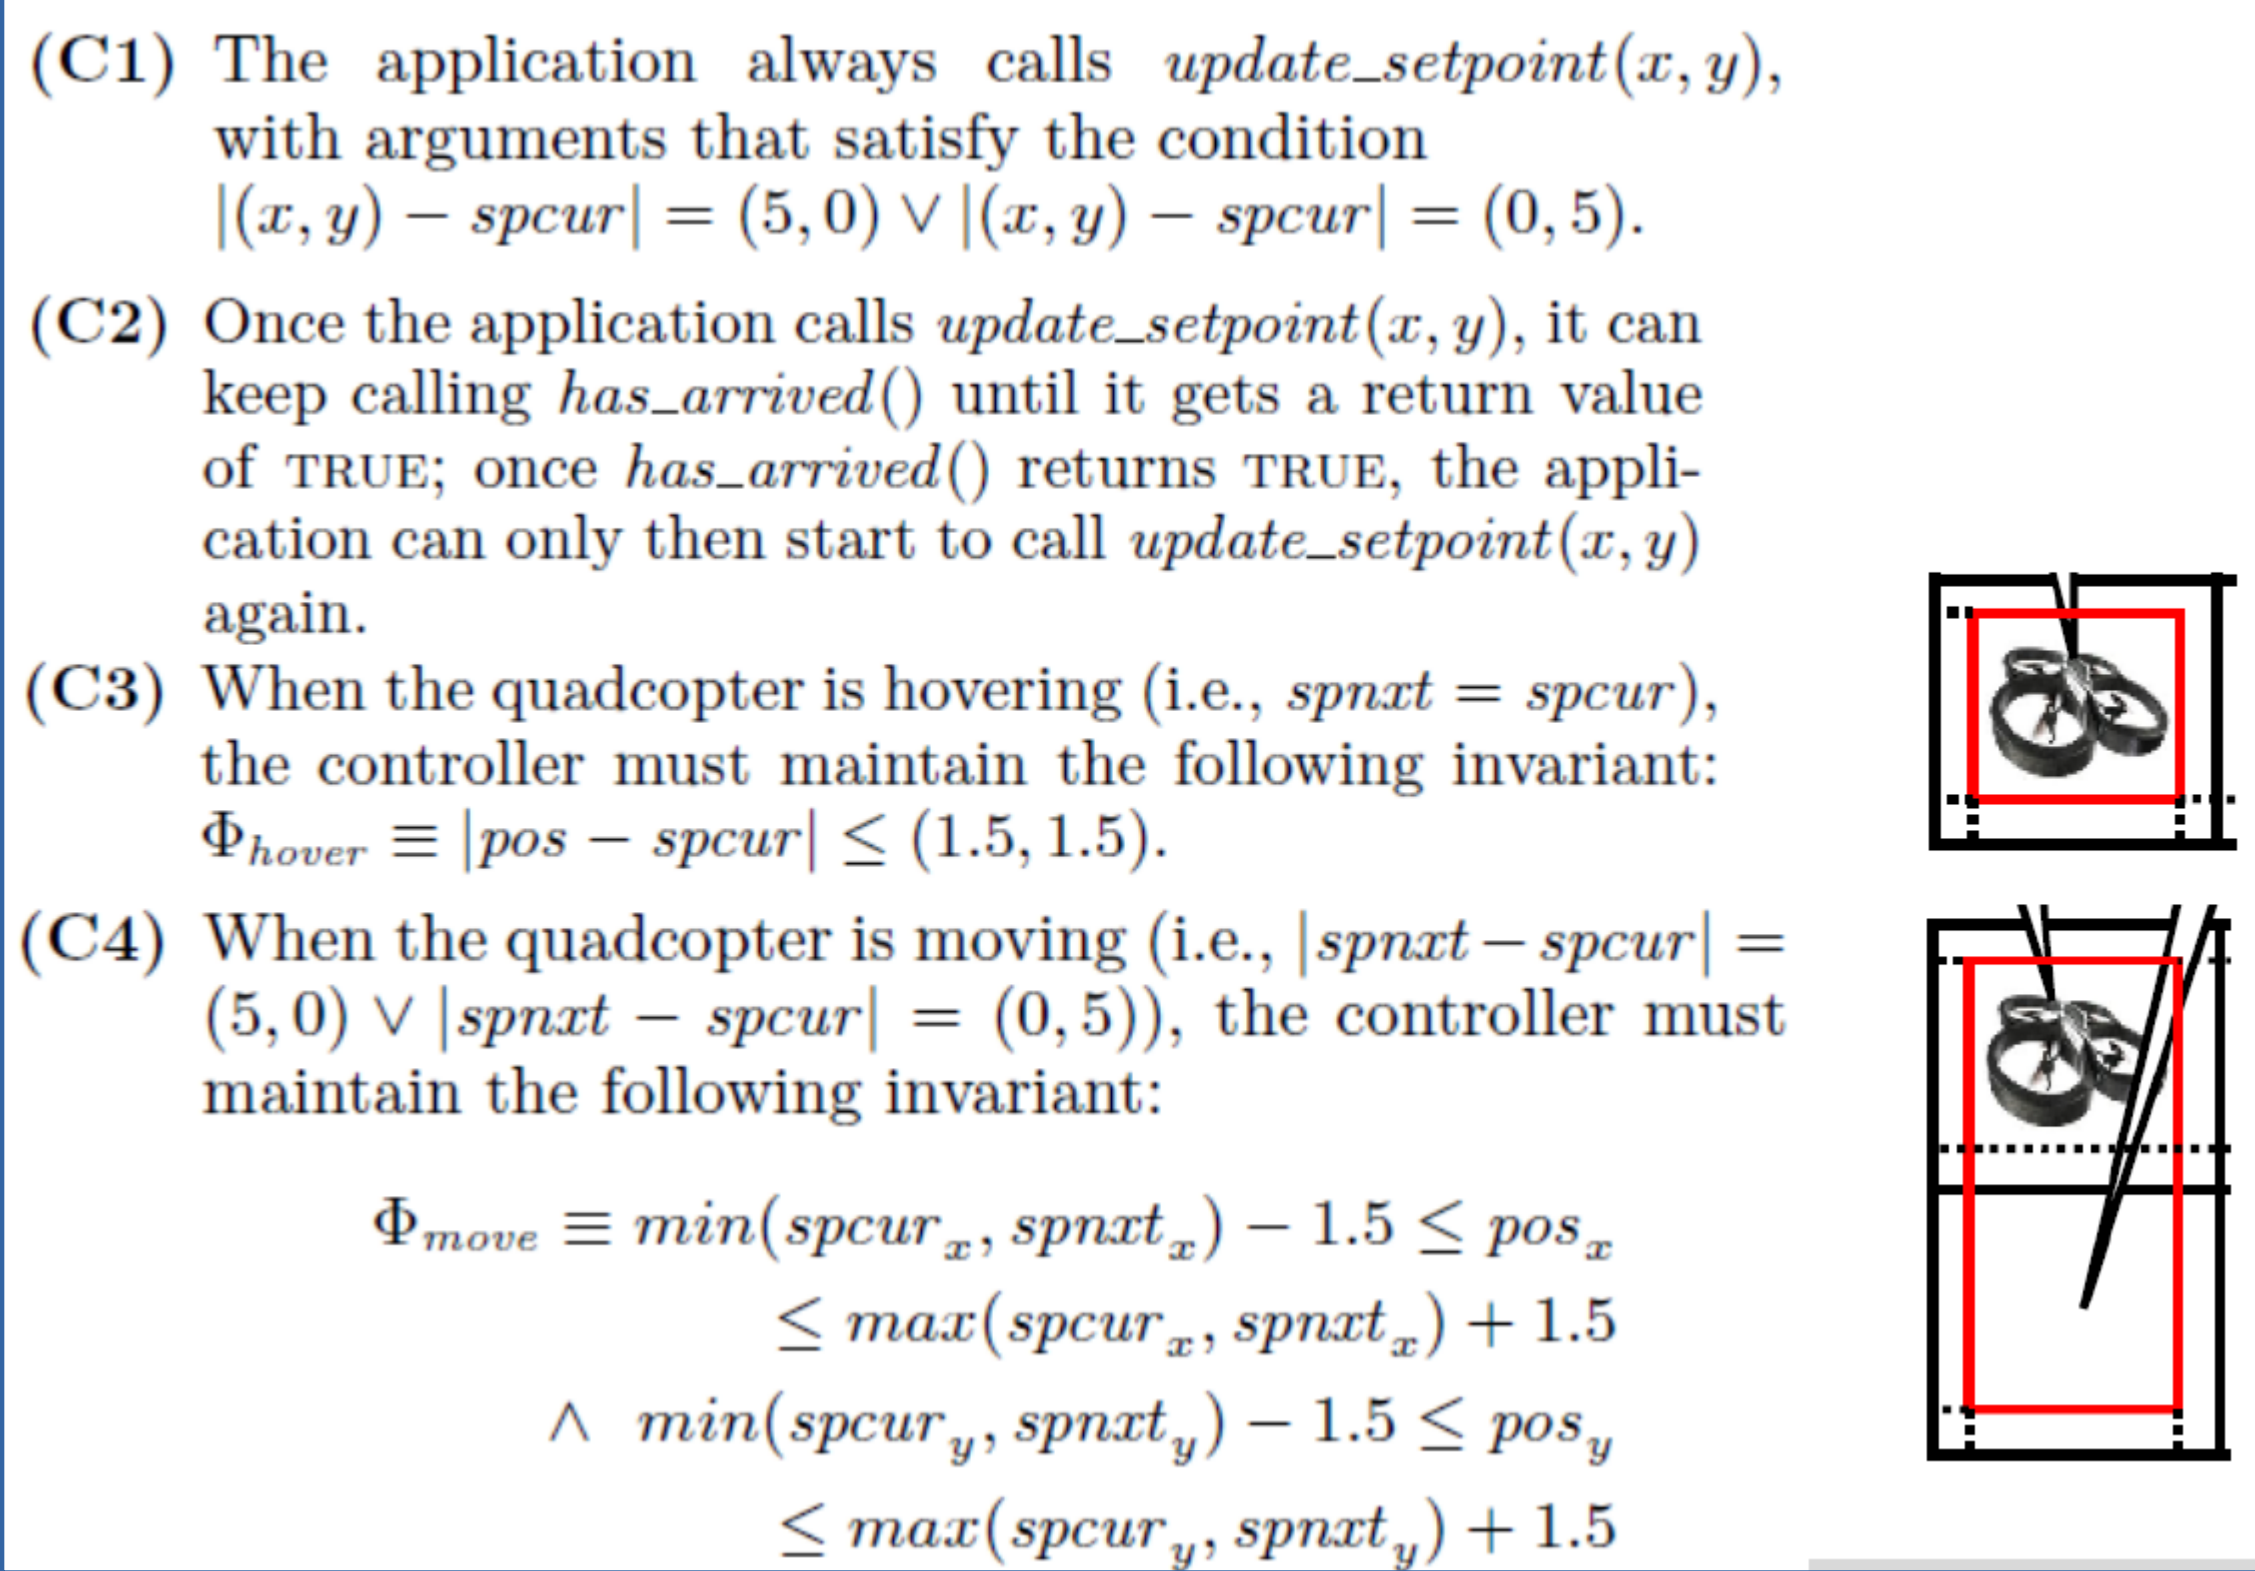 (C1) The application always calls update_setpoint(x, y),
with arguments that satisfy the condition
|(x, y) − spcur| = (5, 0) ∨ |(x, y) − spcur| = (0, 5).
(C2) Once the application calls update_setpoint(x, y), it can
keep calling has_arrived() until it gets a return value
of TRUE; once has_arrived() returns TRUE, the appli-
cation can only then start to call update_setpoint(x, y)
again.
(C3) When the quadcopter is hovering (i.e., spnxt = spcur),
the controller must maintain the following invariant:
Φhover ≡ |pos − spcur| ≤ (1.5, 1.5).
(C4) When the quadcopter is moving (i.e., |spnxt − spcur| =
(5, 0) ∨ |spnxt − spcur| = (0, 5)), the controller must
maintain the following invariant:
Φmove ≡ min(spcurx, spnxtx) − 1.5 ≤ posx
≤ max(spcurx, spnxtx) + 1.5
∧ min(spcury, spnxty) − 1.5 ≤ posy
≤ max(spcury, spnxty) + 1.5